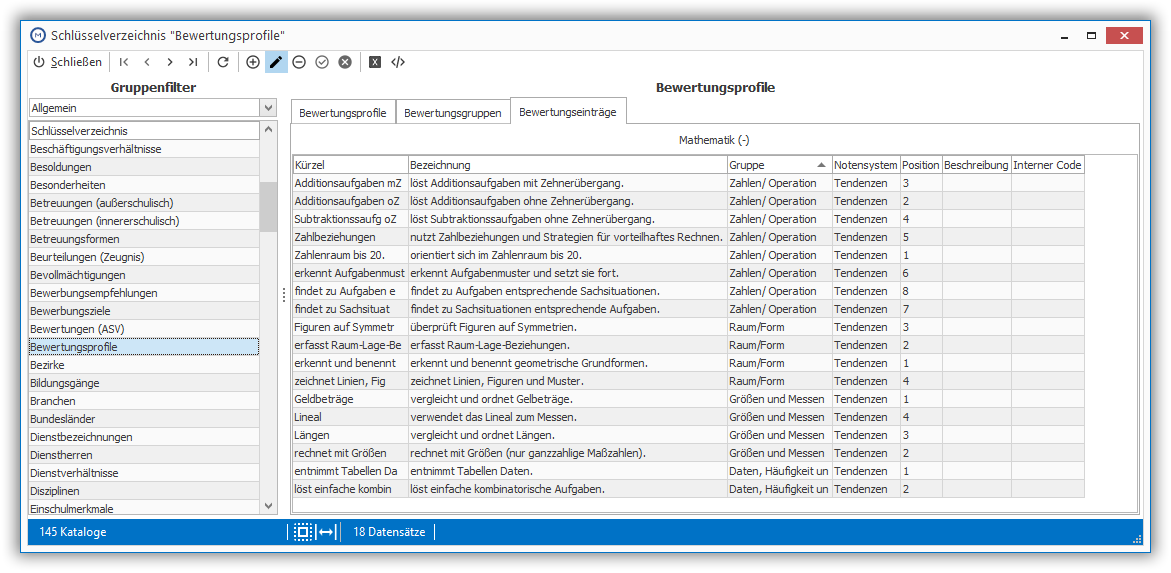 Schlüsselverzeichnis "Bewertungsprofile"
Schließen
Gruppenfilter
Allgemein
Schlüsselverzeichnis
Beschäftigungsverhältnisse
Besoldungen
Besonderheiten
Betreuungen (außerschulisch)
Betreuungen (innererschulisch)
Betreuungsformen
Beurteilungen (Zeugnis)
Bevollmächtigungen
Bewerbungsempfehlungen
Bewerbungsziele
Bewertungen (ASV)
Bewertungsprofile
Bezirke
Bildungsgänge
Branchen
Bundesländer
Dienstbezeichnungen
Dienstherren
Dienstverhältnisse
Disziplinen
Einschulmerkmale
Bewertungsprofile
Bewertungsprofile Bewertungsgruppen Bewertungseinträge
Mathematik (-)
Kürzel Bezeichnung Gruppe Notensystem Position Beschreibung Interner Code
Additionsaufgaben mZ löst Additionsaufgaben mit Zehnerübergang. Zahlen/ Operation Tendenzen 3
Additionsaufgaben oZ löst Additionsaufgaben ohne Zehnerübergang. Zahlen/ Operation Tendenzen 2
Subtraktionssaufg oZ löst Subtraktionssaufgaben ohne Zehnerübergang. Zahlen/ Operation Tendenzen 4
Zahlbeziehungen nutzt Zahlbeziehungen und Strategien für vorteilhaftes Rechnen. Zahlen/ Operation Tendenzen 5
Zahlenraum bis 20. orientiert sich im Zahlenraum bis 20. Zahlen/ Operation Tendenzen 1
erkennt Aufgabenmust erkennt Aufgabenmuster und setzt sie fort. Zahlen/ Operation Tendenzen 6
findet zu Aufgaben e findet zu Aufgaben entsprechende Sachsituationen. Zahlen/ Operation Tendenzen 8
findet zu Sachsituat findet zu Sachsituationen entsprechende Aufgaben. Zahlen/ Operation Tendenzen 7
Figuren auf Symmetr überprüft Figuren auf Symmetrien. Raum/Form Tendenzen 3
erfasst Raum-Lage-Be erfasst Raum-Lage-Beziehungen. Raum/Form Tendenzen 2
erkennt und benennt erkennt und benennt geometrische Grundformen. Raum/Form Tendenzen 1
zeichnet Linien, Fig zeichnet Linien, Figuren und Muster. Raum/Form Tendenzen 4
Geldbeträge vergleicht und ordnet Gelbeträge. Größen und Messen Tendenzen 1
Lineal verwendet das Lineal zum Messen. Größen und Messen Tendenzen 4
Längen vergleicht und ordnet Längen. Größen und Messen Tendenzen 3
rechnet mit Größen rechnet mit Größen (nur ganzzahlige Maßzahlen). Größen und Messen Tendenzen 2
entnimmt Tabellen Da entnimmt Tabellen Daten. Daten, Häufigkeit un Tendenzen 1
löst einfache kombin löst einfache kombinatorische Aufgaben. Daten, Häufigkeit un Tendenzen 2
145 Kataloge 18 Datensätze